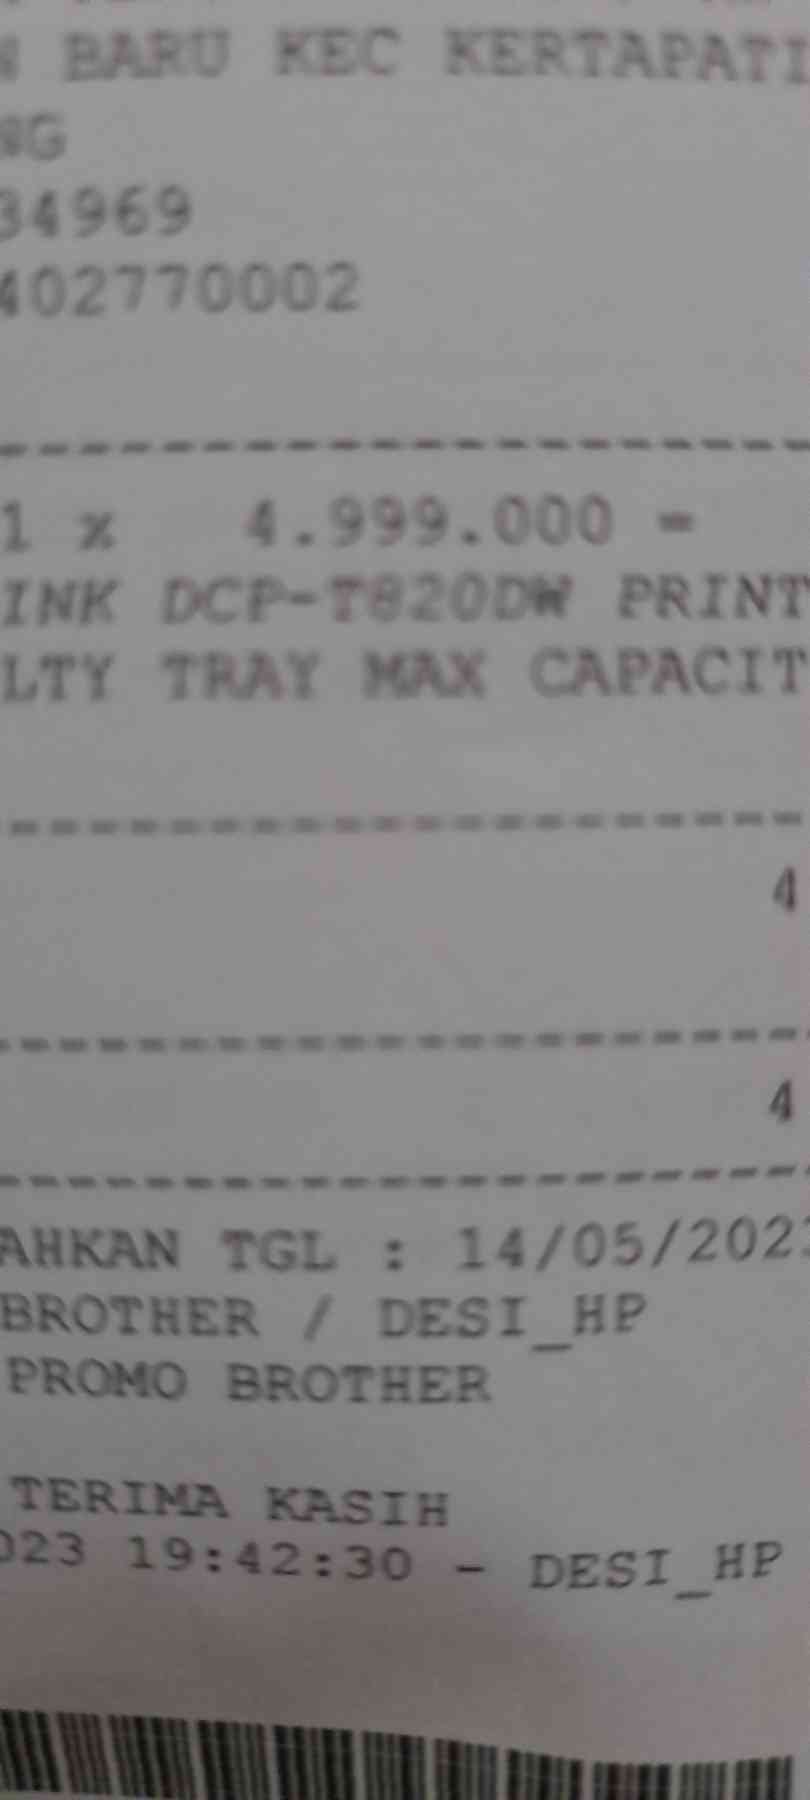 BARU KEC KERTAPATI
NG
34969
402770002
1 x 4.999.000 =
INK DCP-T820DW PRINT
LTY TRAY MAX CAPACIT
4
4
AHKAN TGL : 14/05/202
BROTHER / DESI_HP
PROMO BROTHER
TERIMA KASIH
023 19:42:30 - DESI_HP